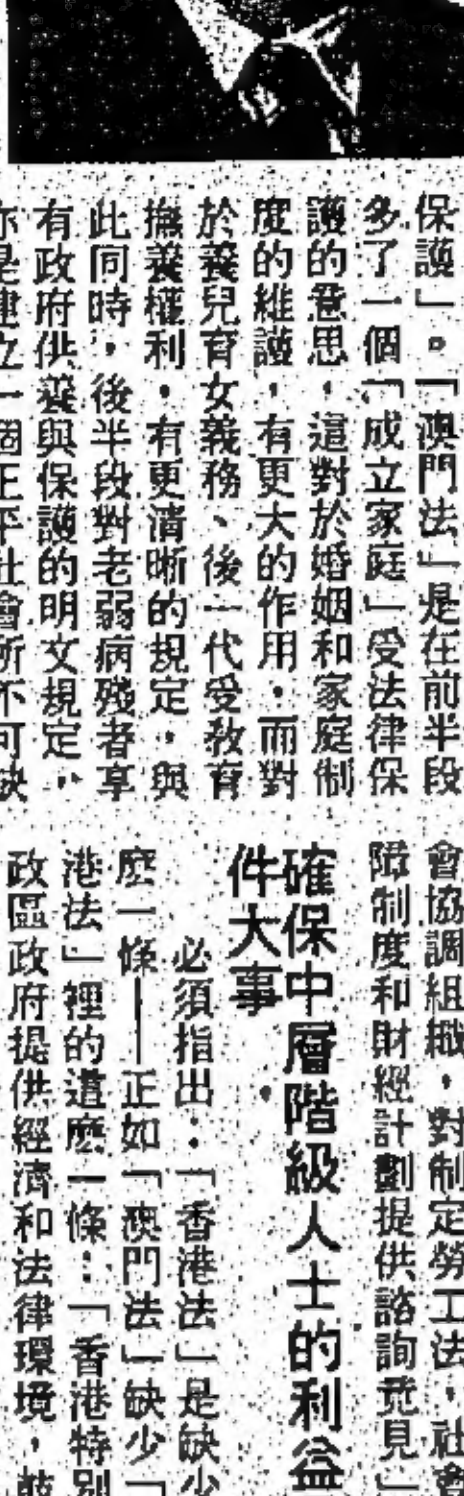 保護」。「澳門法」是在前半段
多了一個「成立家庭」受法律保
護的意思，這對於婚姻和家庭制
度的維護，有更大的作用，而對
於養兒育女義務、後一代受敎育
撫養權利，有更清晰的規定，與
此同時，後半段對老弱病殘者享
有政府供養與保護的明文規定，
亦是建立一個正平社會所不可缺
會協調組織，對制定勞工法，社會
障制度和財經計劃提供諮詢意見」
確保中層階級人士的利益
件大事
必須指出：「香港法」是缺少
麽一條——正如「澳門法」缺少「
港法」裡的這麽一條：「香港特別
政區政府提供經濟和法律環境，鼓